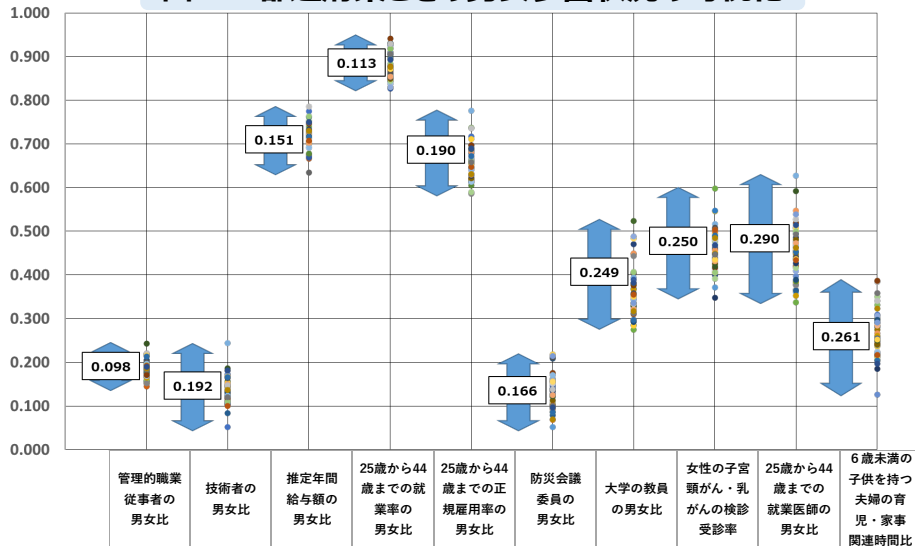 1.000
0.900
0.800
0.700
0.600
0.500
0.400
0.300
0.200
0.100
0.000
0.098
0.192
0.151
0.113
0.190
0.166
0.249
0.250
0.290
0.261
管理的職業
従事者の
男女比
技術者の
男女比
推定年間
給与額の
男女比
25歳から44
歳までの就
業率の
男女比
25歳から44
歳までの正
規雇用率の
男女比
防災会議
委員の
男女比
大学の教員
の男女比
女性の子宮
頸がん・乳
がんの検診
受診率
25歳から44
歳までの
就業医師の
男女比
６歳未満の
子供を持つ
夫婦の育
児・家事
関連時間比